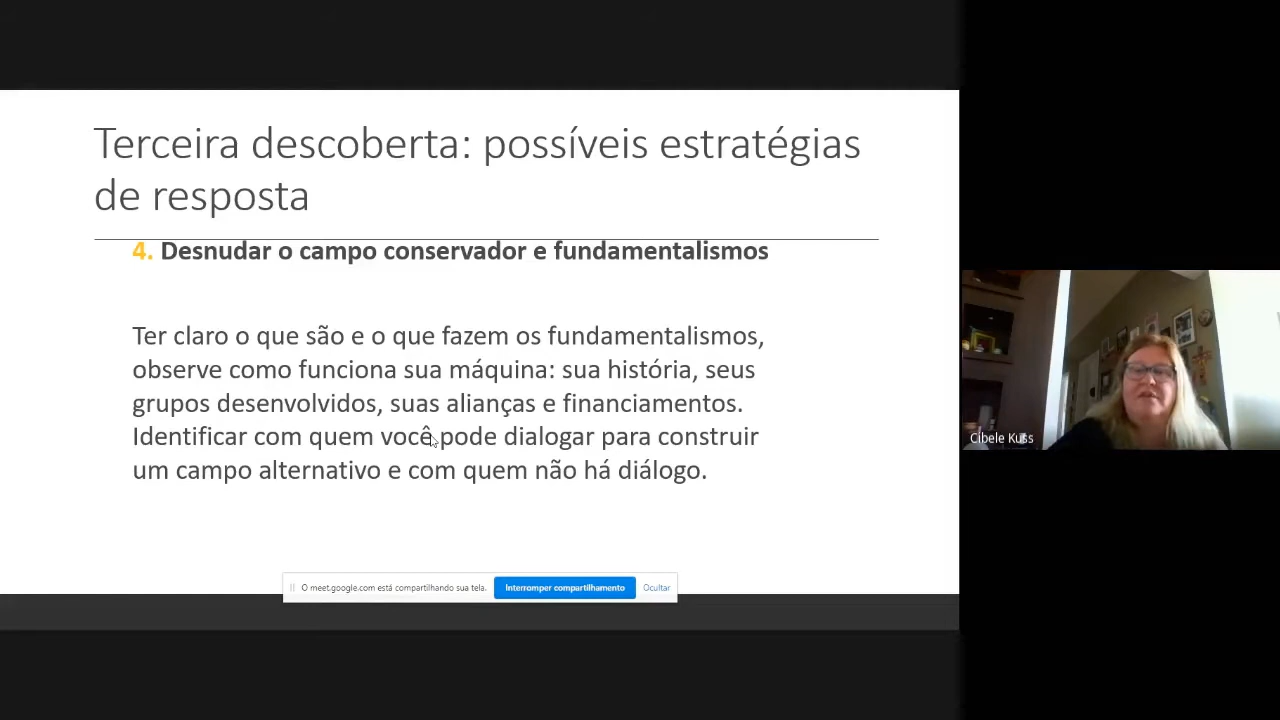 Terceira descoberta: possíveis estratégias
de resposta
4. Desnudar o campo conservador e fundamentalismos
Ter claro o que são e o que fazem os fundamentalismos,
observe como funciona sua máquina: sua história, seus
grupos desenvolvidos, suas alianças e financiamentos.
Identificar com quem você pode dialogar para construir
um campo alternativo e com quem não há diálogo.
O meet.google.com está compartilhando sua tela.
Interromper compartilhamento
Ocultar
Cibele Kuss